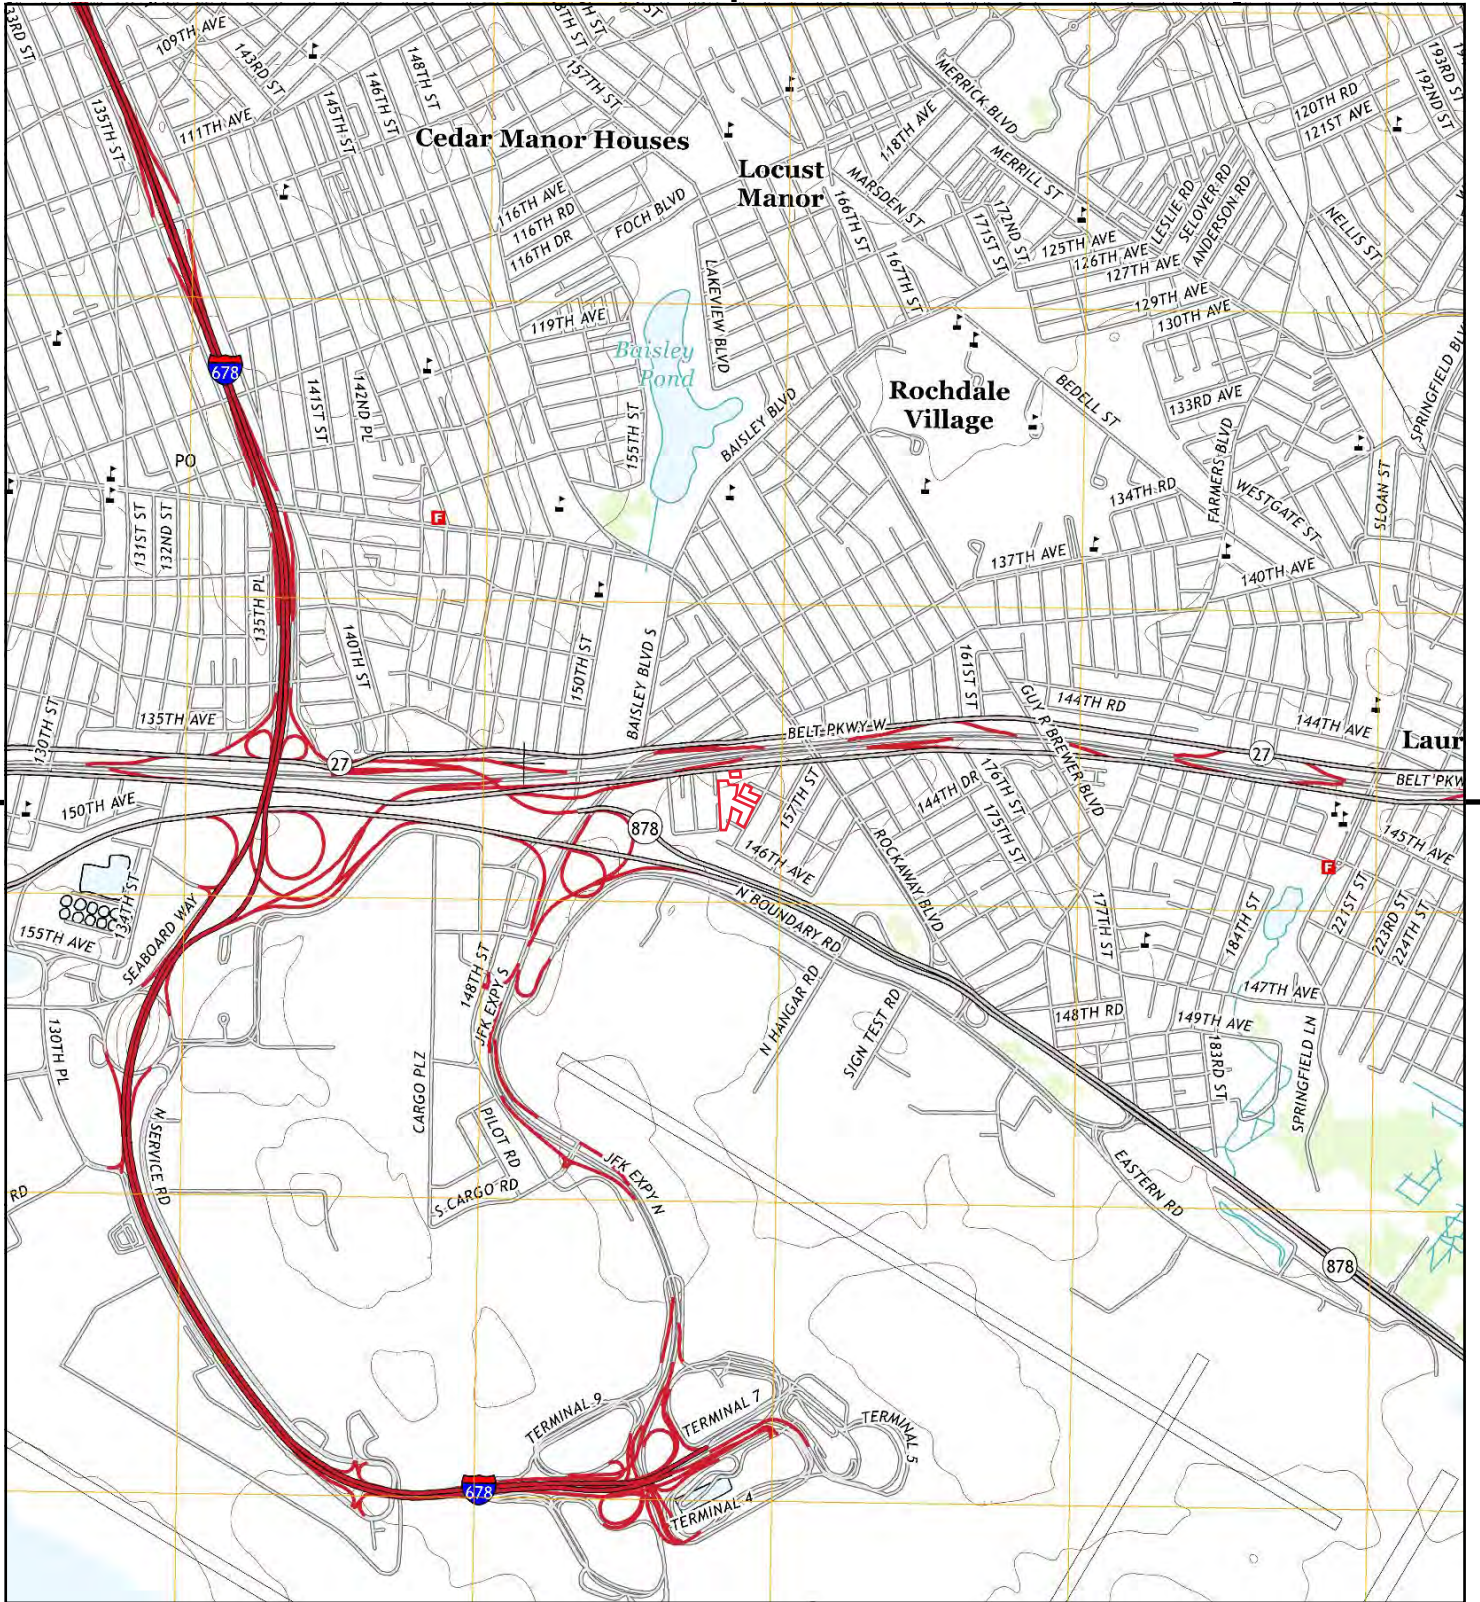 33RD ST
109TH AVE
143RD ST
148TH ST
146TH ST
145TH ST
135TH ST
111TH AVE
157TH ST
MERRICK BLVD
193RD ST
192ND ST
120TH RD
121ST AVE
118TH AVE
Cedar Manor Houses
Locust
Manor
MERRILL ST
MARSDEN ST
166TH ST
167TH ST
172ND ST
171ST ST
LESLIE RD
SELOVER RD
ANDERSON RD
NELLIS ST
116TH AVE
116TH RD
116TH DR
FOCH BLVD
125TH AVE
126TH AVE
127TH AVE
129TH AVE
130TH AVE
LAKEVIEW BLVD
119TH AVE
Baisley
Pond
678
141ST ST
142ND PL
155TH ST
BAISLEY BLVD
Rochdale
Village
BEDELL ST
133RD AVE
FARMERS BLVD
SPRINGFIELD BLV
PO
F
131ST ST
132ND ST
134TH RD
WESTGATE ST
SLOAN ST
137TH AVE
140TH AVE
135TH PL
140TH ST
150TH ST
BAISLEY BLVD S
161ST ST
130TH ST
135TH AVE
GUY R BREWER BLVD
144TH RD
144TH AVE
BELT PKWY W
27
27
Laur
BELT PKW
150TH AVE
878
157TH ST
144TH DR
176TH ST
175TH ST
146TH AVE
ROCKAWAY BLVD
145TH AVE
F
134TH ST
155TH AVE
SEABOARD WAY
N BOUNDARY RD
177TH ST
184TH ST
221ST ST
223RD ST
224TH ST
148TH ST
JFK EXPY S
N HANGAR RD
SIGN TEST RD
147TH AVE
148TH RD
149TH AVE
183RD ST
SPRINGFIELD LN
130TH PL
CARGO PLZ
N SERVICE RD
PILOT RD
S CARGO RD
JFK EXPY N
EASTERN RD
RD
878
TERMINAL 9
TERMINAL 7
TERMINAL 5
678
TERMINAL 4